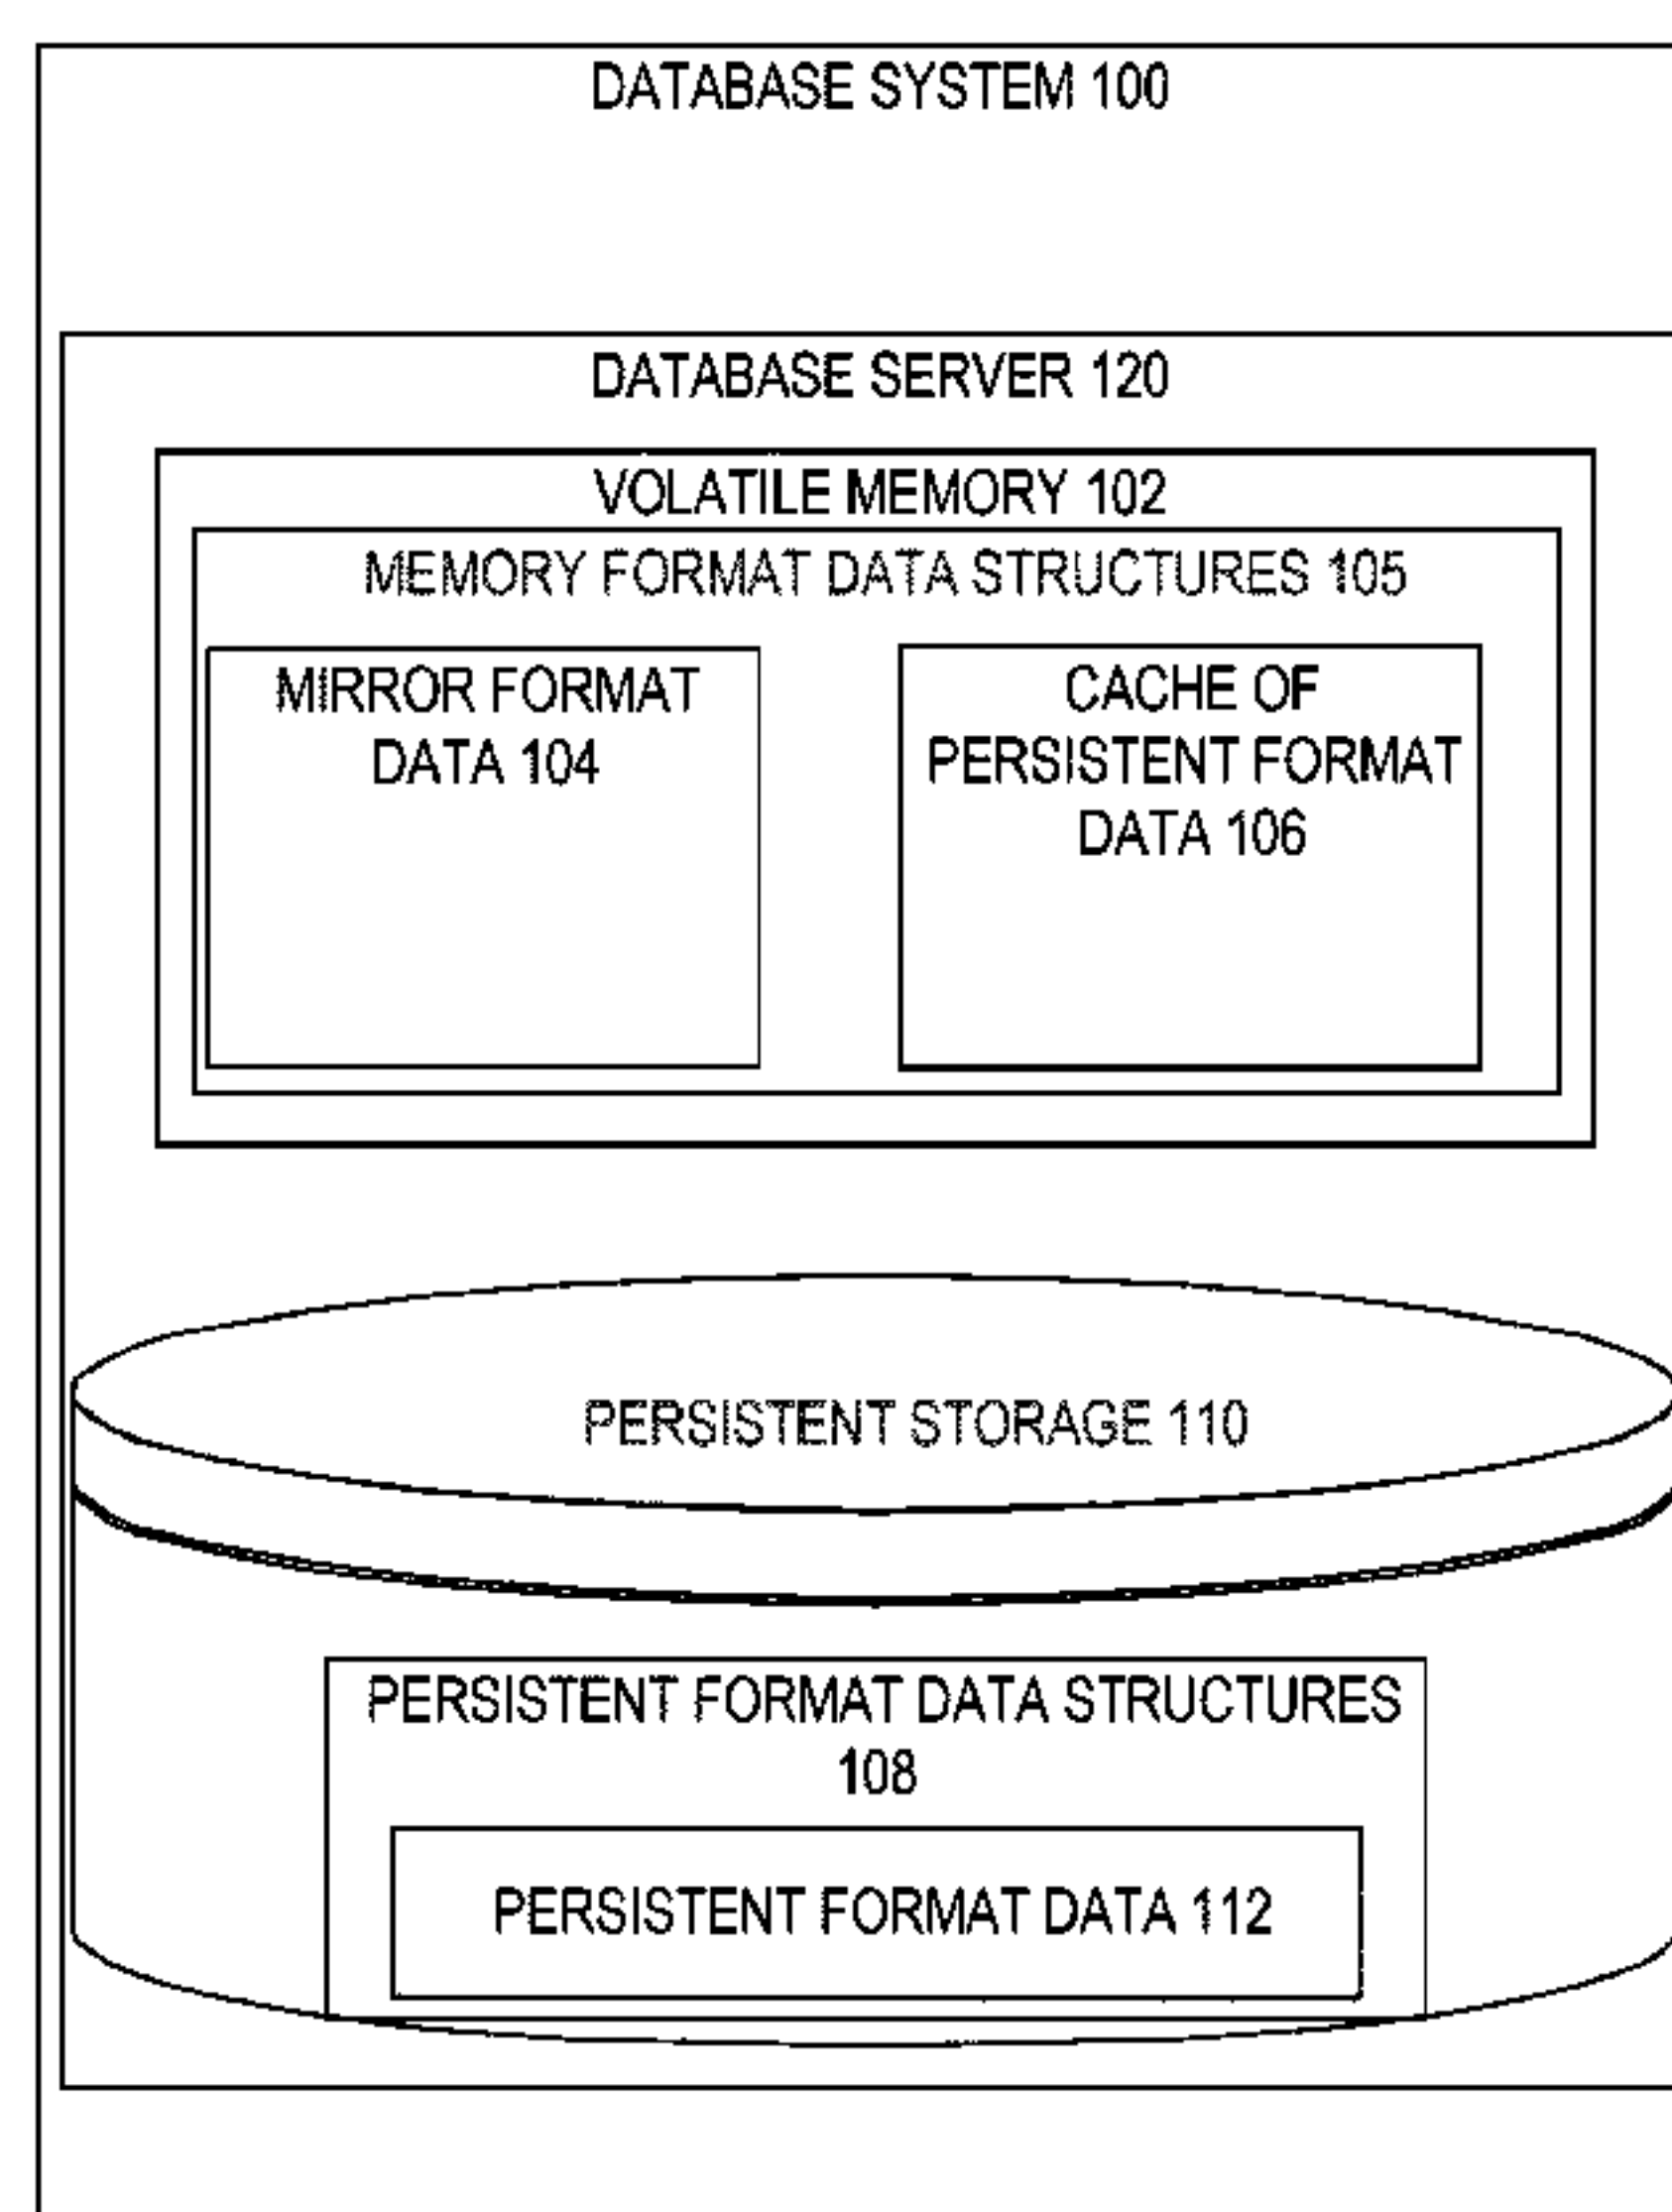 DATABASE SYSTEM 100
DATABASE SERVER 120
VOLATILE MEMORY 102
MEMORY FORMAT DATA STRUCTURES 105
MIRROR FORMAT
DATA 104
CACHE OF
PERSISTENT FORMAT
DATA 106
PERSISTENT STORAGE 110
PERSISTENT FORMAT DATA STRUCTURES
108
PERSISTENT FORMAT DATA 112